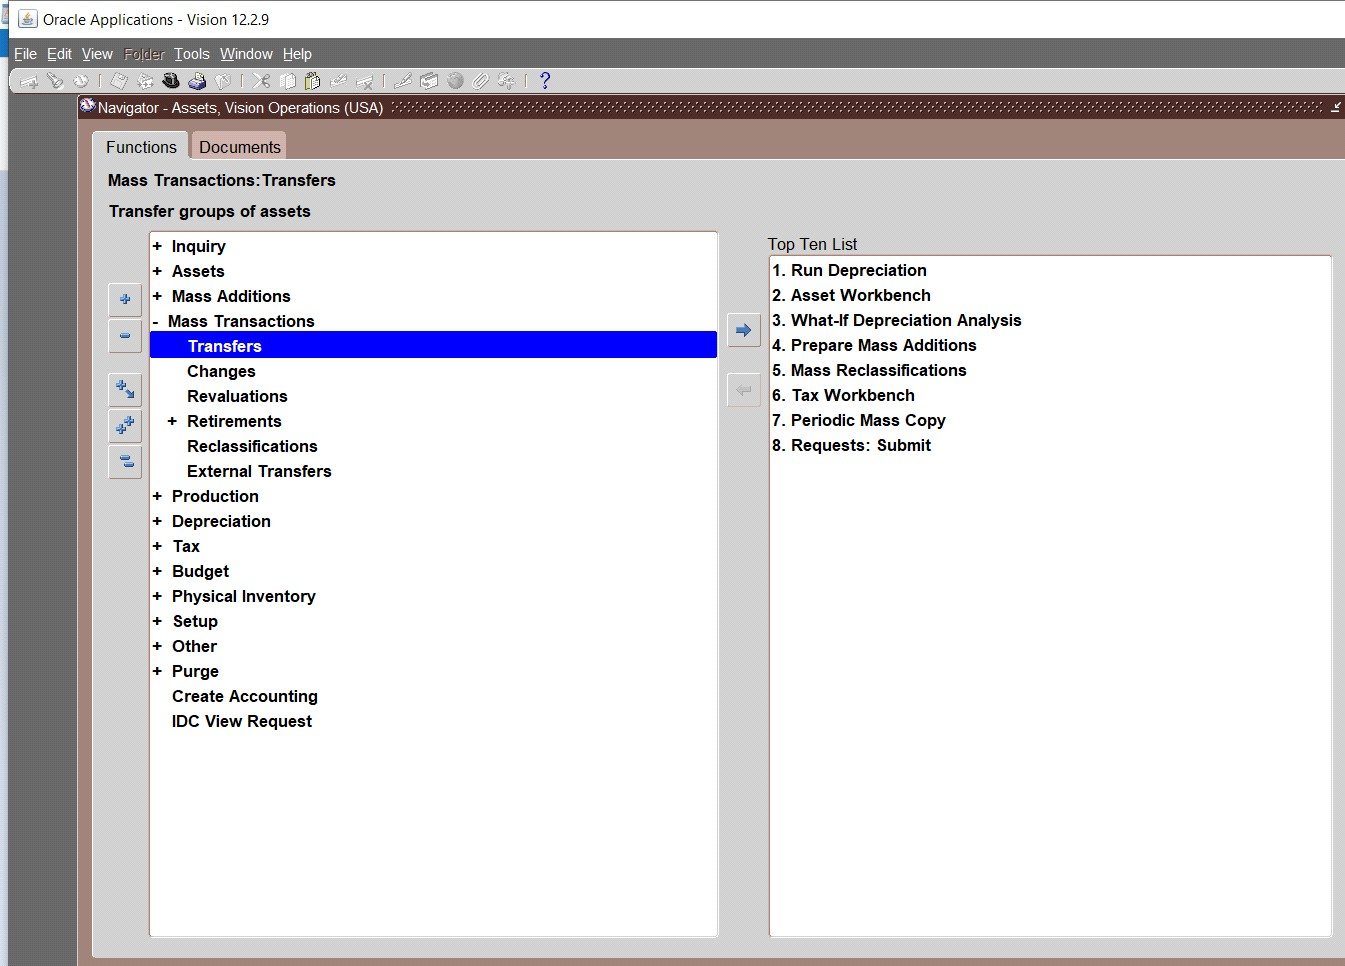 Oracle Applications - Vision 12.2.9
File Edit View Folder Tools Window Help
?
Navigator - Assets, Vision Operations (USA)
Functions Documents
Mass Transactions:Transfers
Transfer groups of assets
+ Inquiry
+ Assets
+ Mass Additions
- Mass Transactions
Transfers
Changes
Revaluations
+ Retirements
Reclassifications
External Transfers
+ Production
+ Depreciation
+ Tax
+ Budget
+ Physical Inventory
+ Setup
+ Other
+ Purge
Create Accounting
IDC View Request
Top Ten List
1. Run Depreciation
2. Asset Workbench
3. What-If Depreciation Analysis
4. Prepare Mass Additions
5. Mass Reclassifications
6. Tax Workbench
7. Periodic Mass Copy
8. Requests: Submit